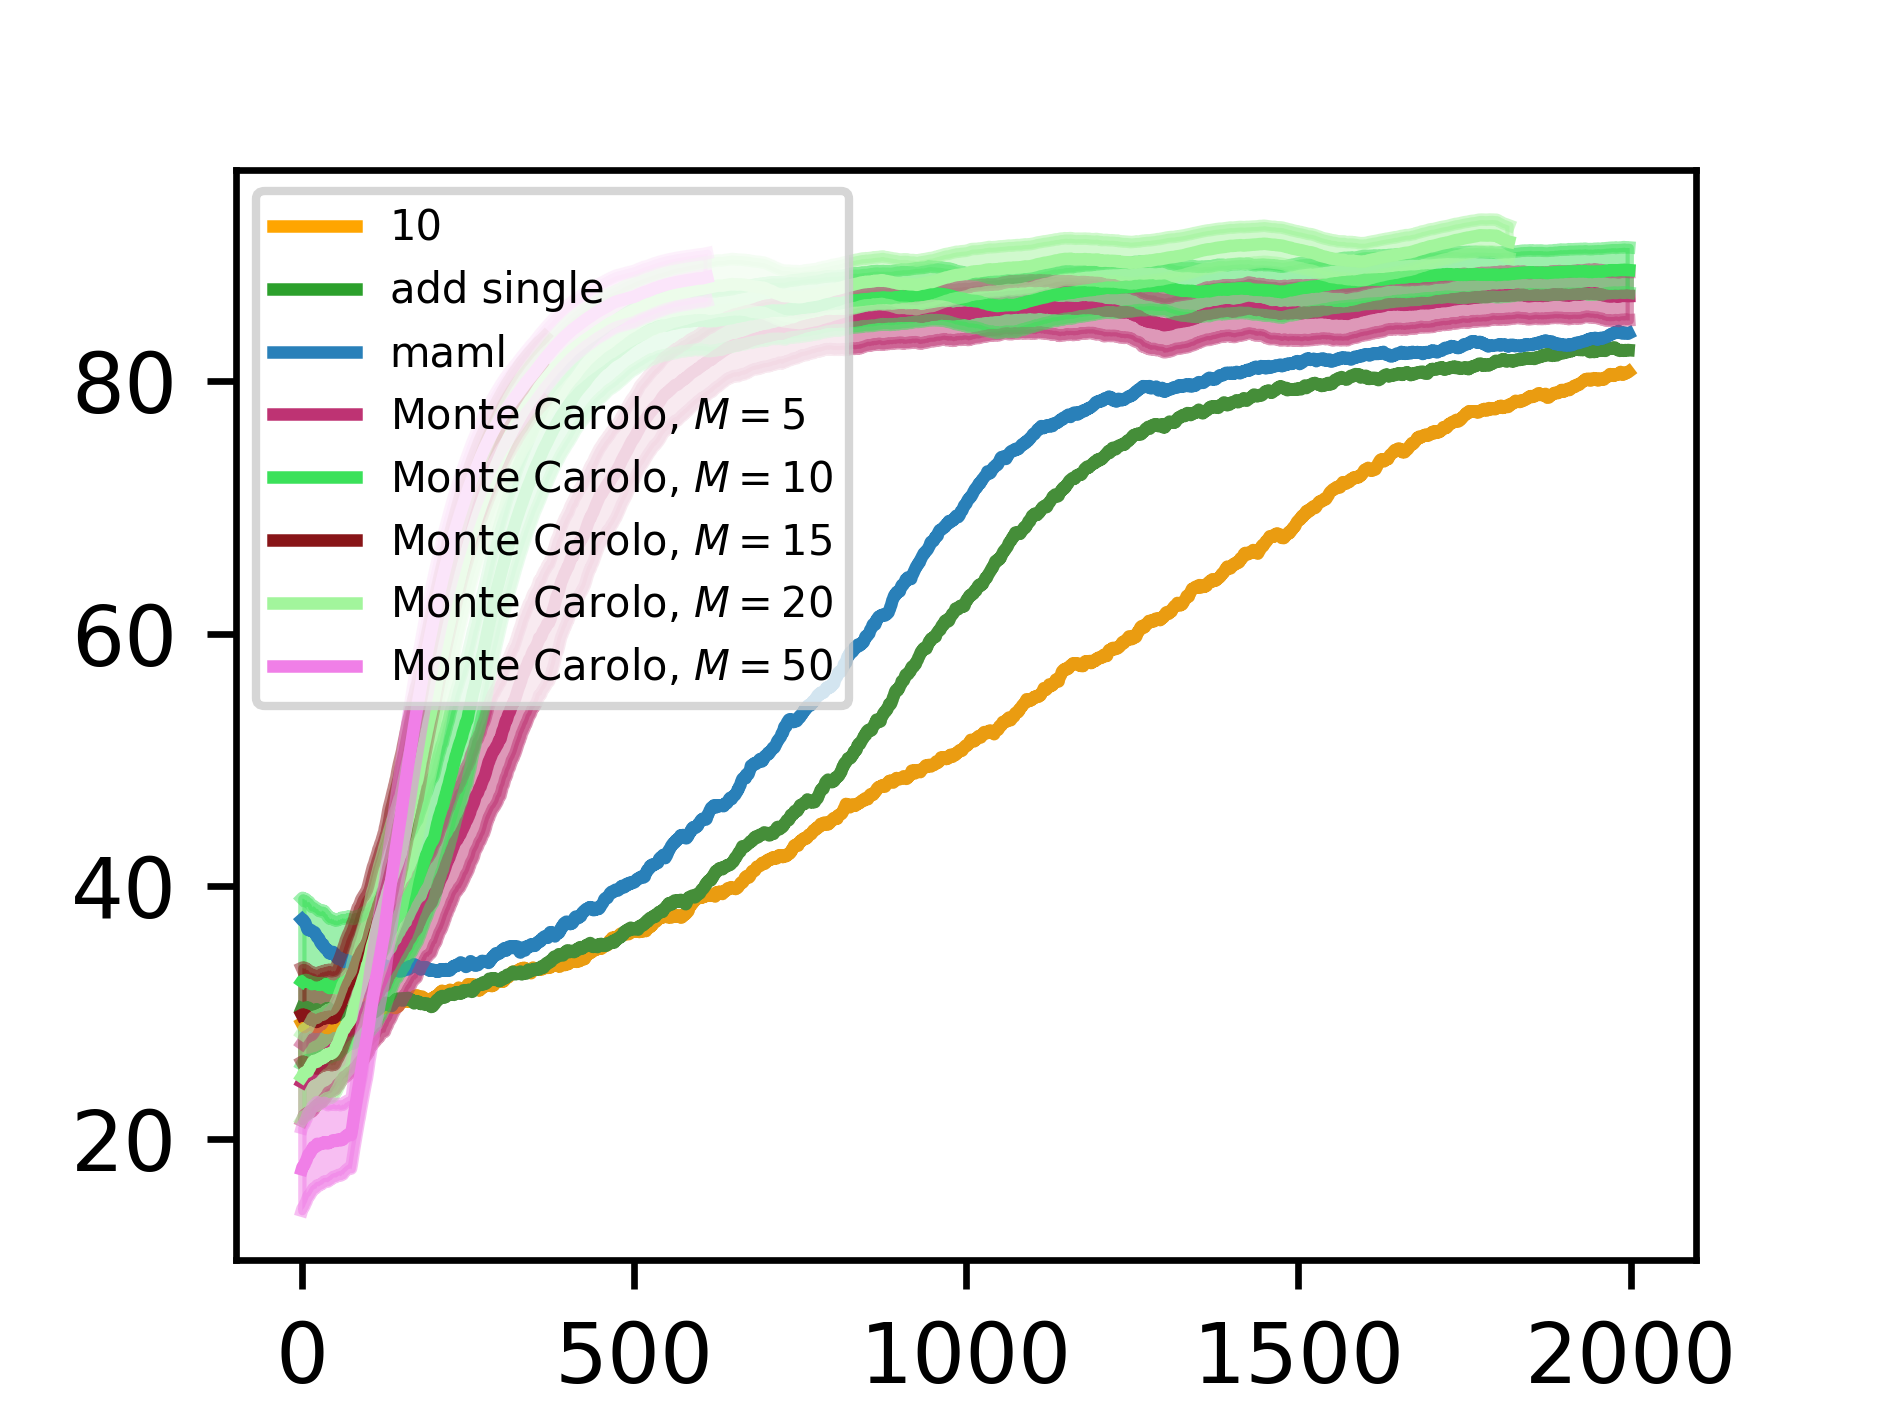 10
add single
maml
Monte Carolo, M = 5
Monte Carolo, M = 10
Monte Carolo, M = 15
Monte Carolo, M = 20
Monte Carolo, M = 50
80
60
40
20
0 500 1000 1500 2000